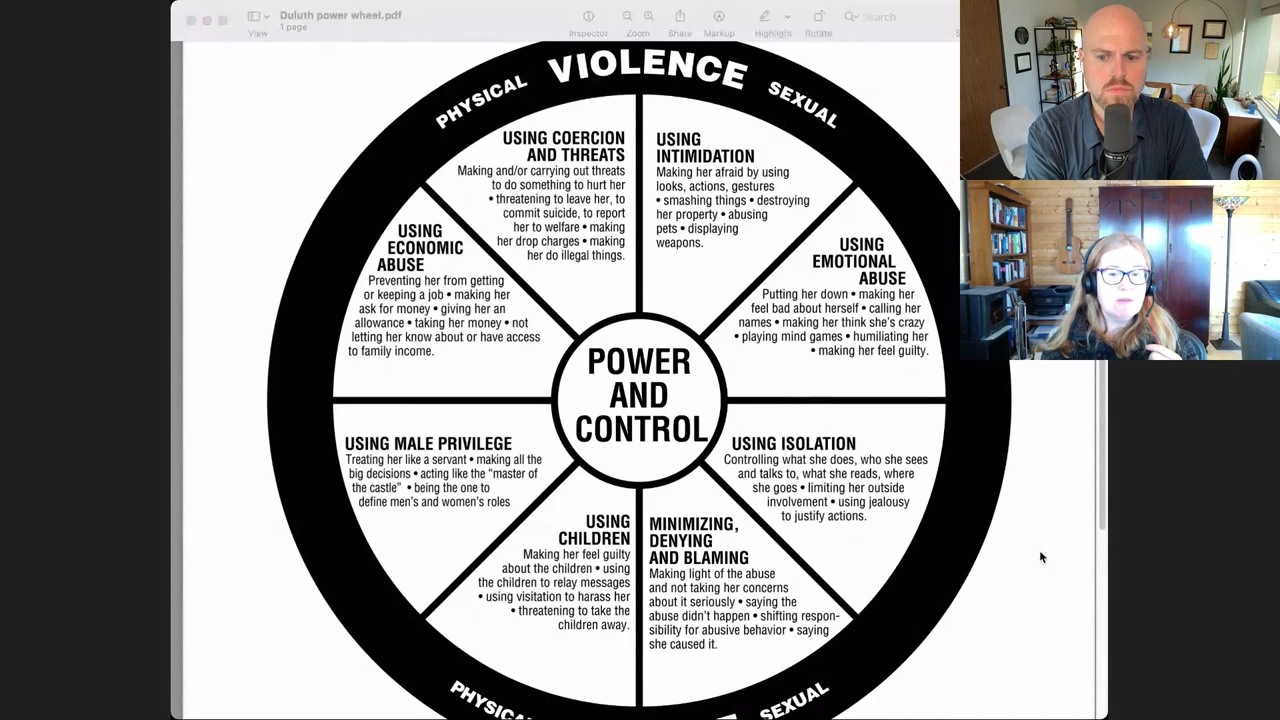 Duluth power wheel.pdf
1 page
View
Inspector
Zoom
Share
Markup
Highlight
Rotate
Search
PHYSICAL VIOLENCE SEXUAL
USING COERCION
AND THREATS
Making and/or carrying out threats
to do something to hurt her
• threatening to leave her, to
commit suicide, to report
her to welfare • making
her drop charges • making
her do illegal things.
USING
INTIMIDATION
Making her afraid by using
looks, actions, gestures
• smashing things • destroying
her property • abusing
pets • displaying
weapons.
USING
ECONOMIC
ABUSE
Preventing her from getting
or keeping a job • making her
ask for money • giving her an
allowance • taking her money • not
letting her know about or have access
to family income.
USING
EMOTIONAL
ABUSE
Putting her down • making her
feel bad about herself • calling her
names • making her think she's crazy
• playing mind games • humiliating her
• making her feel guilty.
POWER
AND
CONTROL
USING MALE PRIVILEGE
Treating her like a servant • making all the
big decisions • acting like the "master of
the castle" • being the one to
define men's and women's roles
USING ISOLATION
Controlling what she does, who she sees
and talks to, what she reads, where
she goes • limiting her outside
involvement • using jealousy
to justify actions.
USING
CHILDREN
Making her feel guilty
about the children • using
the children to relay messages
• using visitation to harass her
• threatening to take the
children away.
MINIMIZING,
DENYING
AND BLAMING
Making light of the abuse
and not taking her concerns
about it seriously • saying the
abuse didn't happen • shifting respon-
sibility for abusive behavior • saying
she caused it.
PHYSICAL
SEXUAL